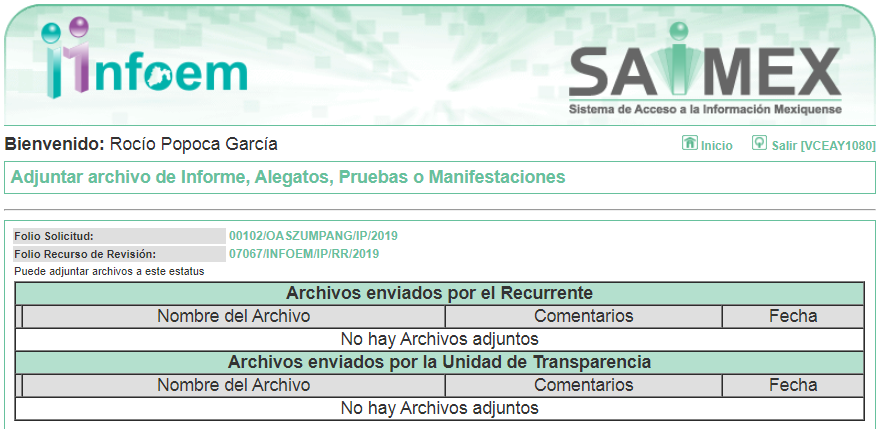 infoem
SAIMEX
Sistema de Acceso a la Información Mexiquense
Bienvenido: Rocío Popoca García
Inicio Salir [VCEAY1080]
Adjuntar archivo de Informe, Alegatos, Pruebas o Manifestaciones
Folio Solicitud: 00102/OASZUMPANG/IP/2019
Folio Recurso de Revisión: 07067/INFOEM/IP/RR/2019
Puede adjuntar archivos a este estatus
Archivos enviados por el Recurrente
Nombre del Archivo Comentarios Fecha
No hay Archivos adjuntos
Archivos enviados por la Unidad de Transparencia
Nombre del Archivo Comentarios Fecha
No hay Archivos adjuntos